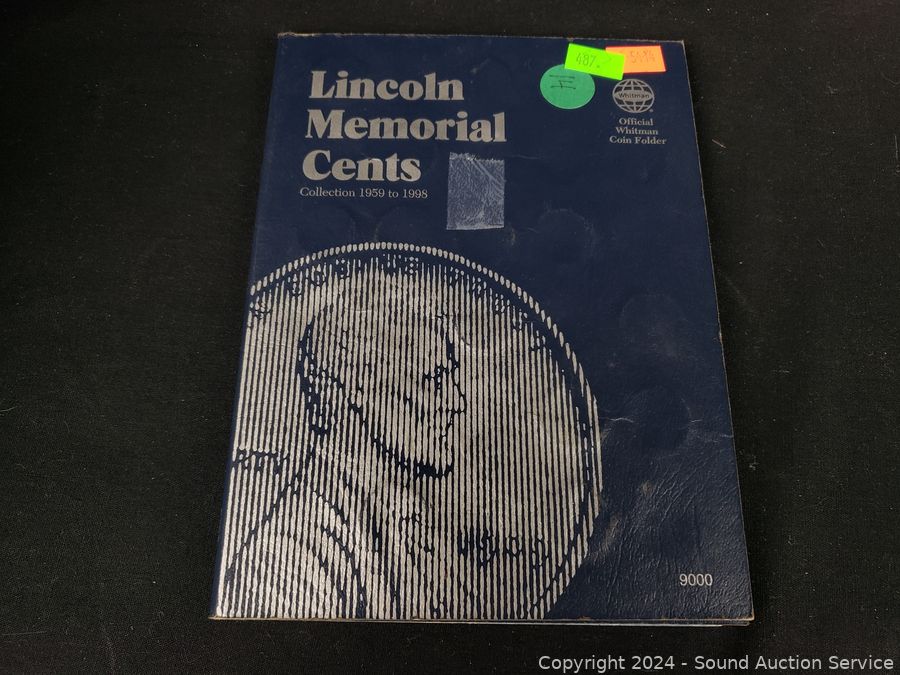 Lincoln
Memorial
Cents
Collection 1959 to 1998
487.
Whitman
Official
Whitman
Coin Folder
9000
Copyright 2024 - Sound Auction Service